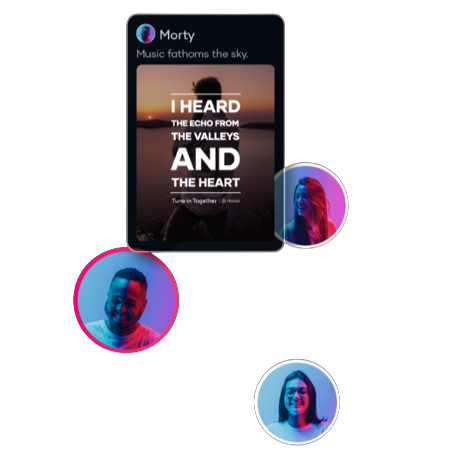 Morty
Music fathoms the sky.
I HEARD
THE ECHO FROM
THE VALLEYS
AND
THE HEART
Tune in Together